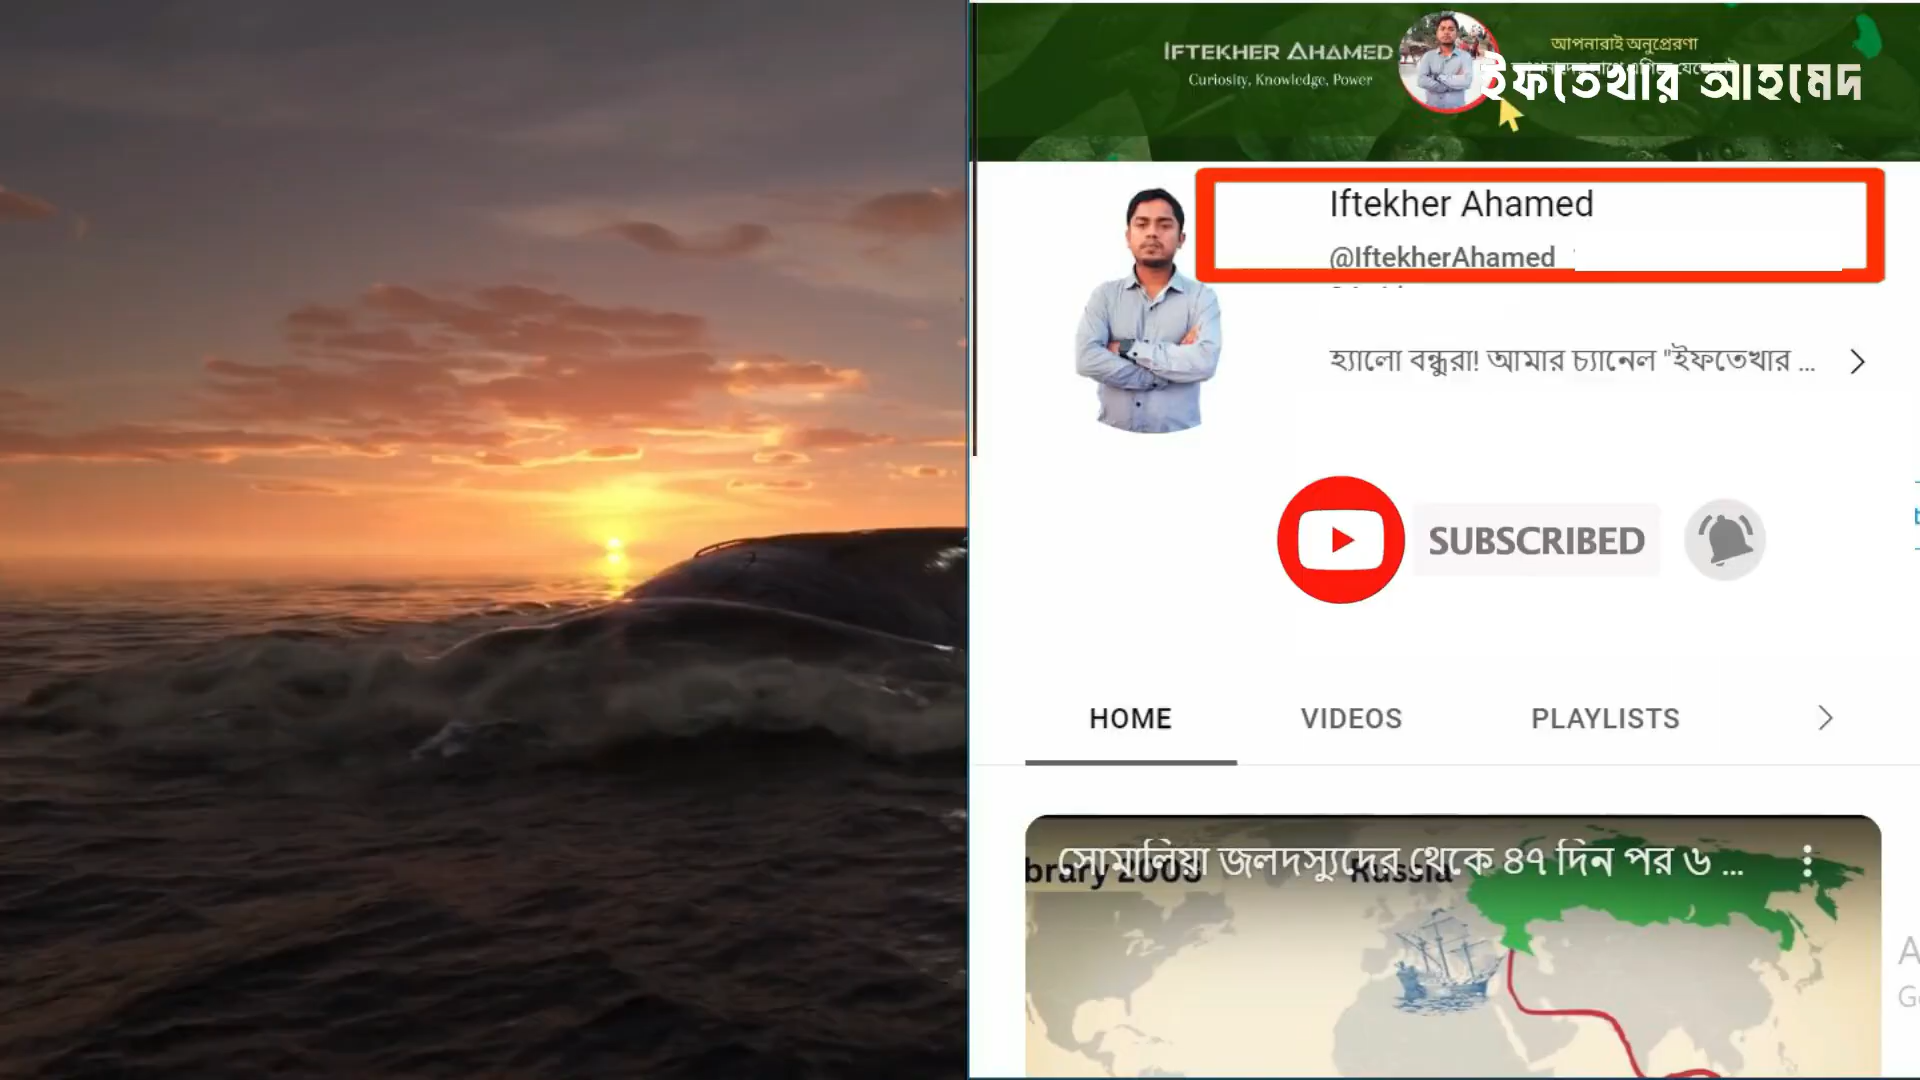 IFTEKHER AHAMED
Curiosity, Knowledge, Power
আপনারাই অনুপ্রেরণা
ইফতেখার আহমেদ
Iftekher Ahamed
@IftekherAhamed
হ্যালো বন্ধুরা! আমার চ্যানেল "ইফতেখার ...
SUBSCRIBED
HOME
VIDEOS
PLAYLISTS
সোমালিয়া জলদস্যুদের থেকে ৪৭ দিন পর ৬ ...
Russia